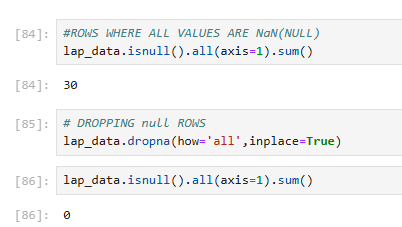 [84]: #ROWS WHERE ALL VALUES ARE NaN(NULL)
lap_data.isnull().all(axis=1).sum()
[84]: 30
[85]: # DROPPING null ROWS
lap_data.dropna(how='all',inplace=True)
[86]: lap_data.isnull().all(axis=1).sum()
[86]: 0